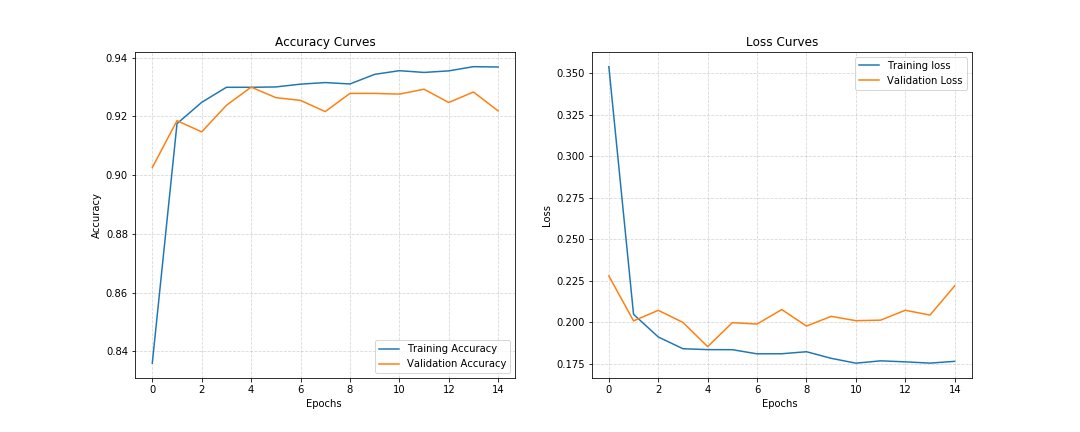 Accuracy Curves
0.94
0.92
0.90
0.88
0.86
0.84
Accuracy
0 2 4 6 8 10 12 14
Epochs
Training Accuracy
Validation Accuracy
Loss Curves
0.350
0.325
0.300
0.275
0.250
0.225
0.200
0.175
Loss
0 2 4 6 8 10 12 14
Epochs
Training loss
Validation Loss